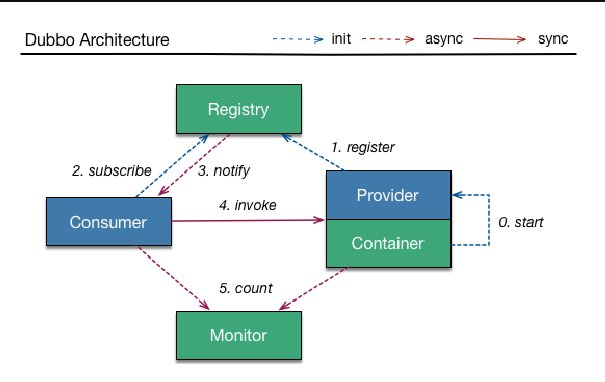 Dubbo Architecture
init
async
sync
Registry
1. register
2. subscribe
3. notify
Provider
4. invoke
Consumer
0. start
Container
5. count
Monitor